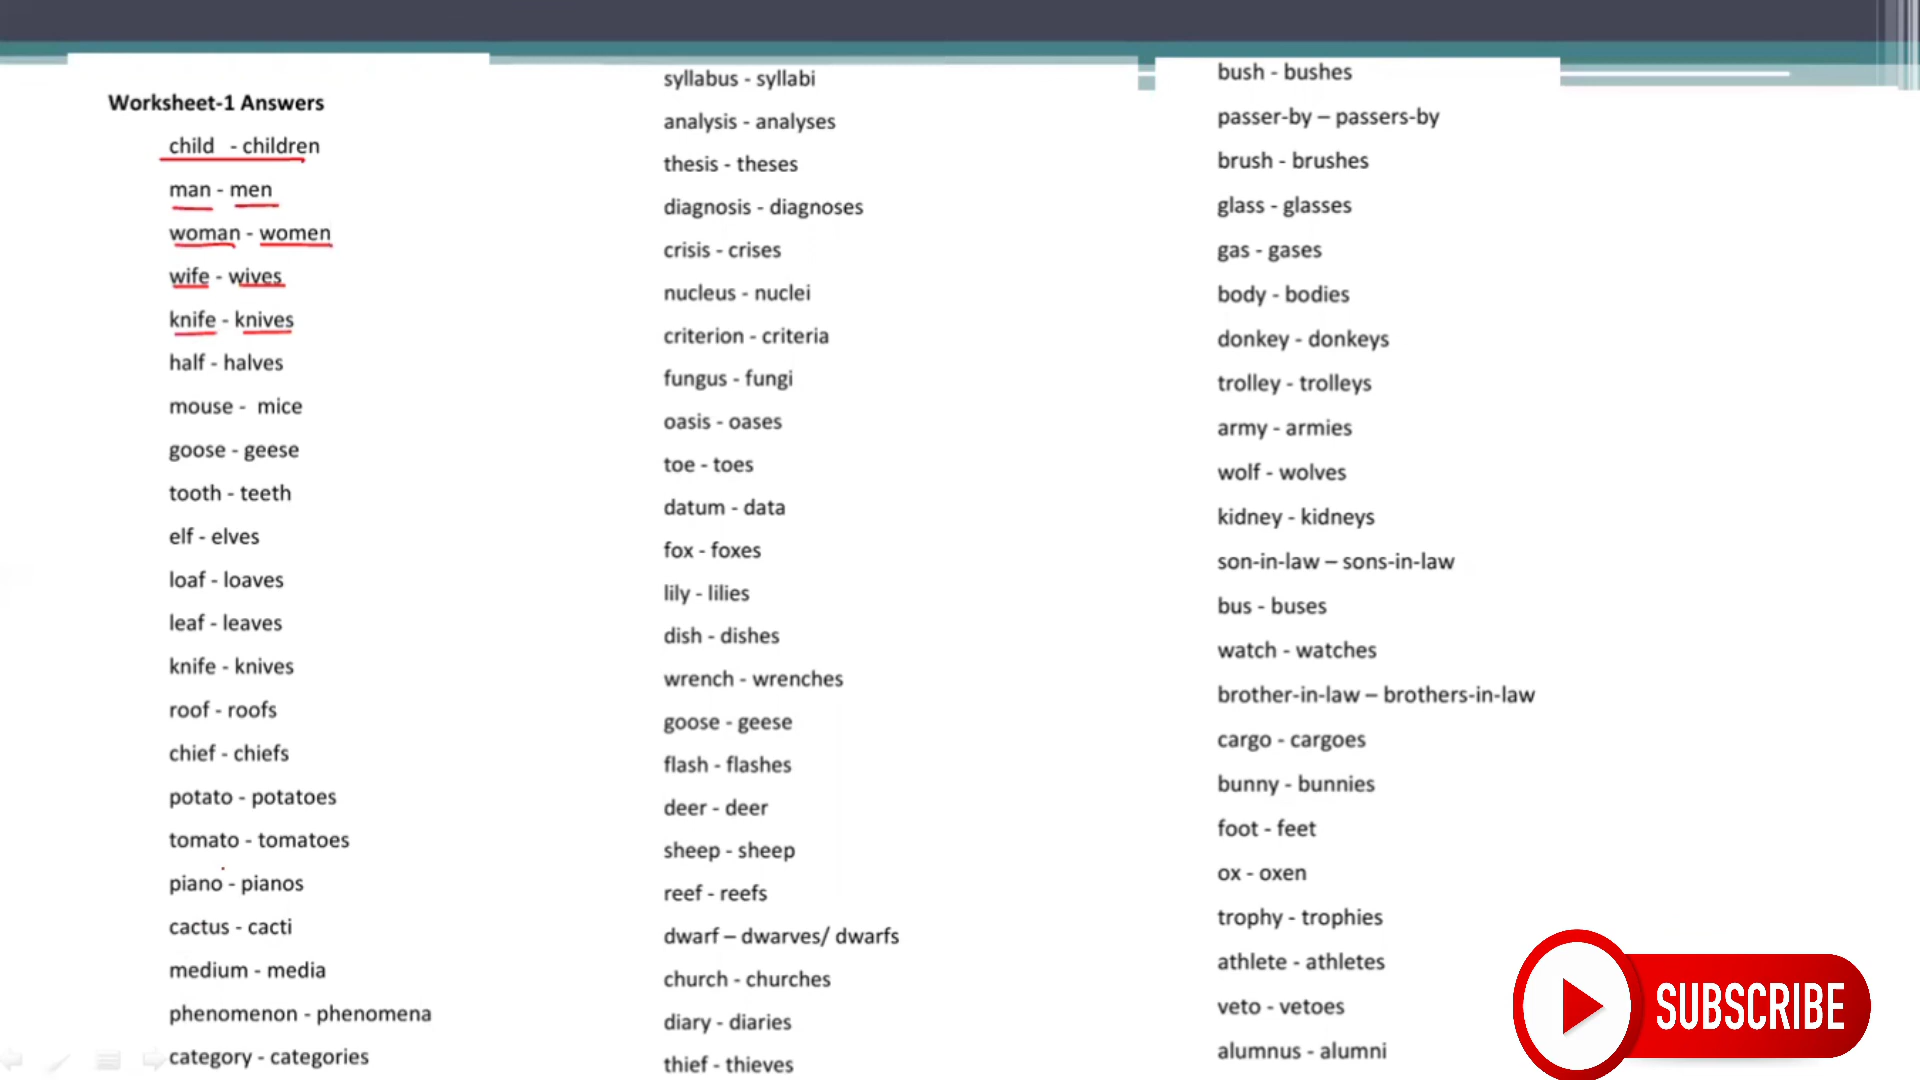 Worksheet-1 Answers
child - children
man - men
woman - women
wife - wives
knife - knives
half - halves
mouse - mice
goose - geese
tooth - teeth
elf - elves
loaf - loaves
leaf - leaves
knife - knives
roof - roofs
chief - chiefs
potato - potatoes
tomato - tomatoes
piano - pianos
cactus - cacti
medium - media
phenomenon - phenomena
category - categories
syllabus - syllabi
analysis - analyses
thesis - theses
diagnosis - diagnoses
crisis - crises
nucleus - nuclei
criterion - criteria
fungus - fungi
oasis - oases
toe - toes
datum - data
fox - foxes
lily - lilies
dish - dishes
wrench - wrenches
goose - geese
flash - flashes
deer - deer
sheep - sheep
reef - reefs
dwarf – dwarves/ dwarfs
church - churches
diary - diaries
thief - thieves
bush - bushes
passer-by – passers-by
brush - brushes
glass - glasses
gas - gases
body - bodies
donkey - donkeys
trolley - trolleys
army - armies
wolf - wolves
kidney - kidneys
son-in-law – sons-in-law
bus - buses
watch - watches
brother-in-law – brothers-in-law
cargo - cargoes
bunny - bunnies
foot - feet
ox - oxen
trophy - trophies
athlete - athletes
veto - vetoes
alumnus - alumni
SUBSCRIBE